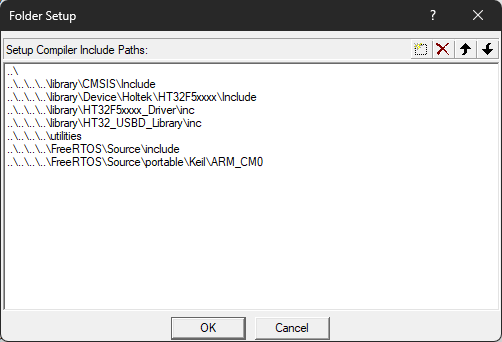 Folder Setup
?
Setup Compiler Include Paths:
..\
..\..\..\..\library\CMSIS\Include
..\..\..\..\library\Device\Holtek\HT32F5xxxx\Include
..\..\..\..\library\HT32F5xxxx_Driver\inc
..\..\..\..\library\HT32_USBD_Library\inc
..\..\..\..\utilities
..\..\..\..\FreeRTOS\Source\include
..\..\..\..\FreeRTOS\Source\portable\Keil\ARM_CM0
OK
Cancel